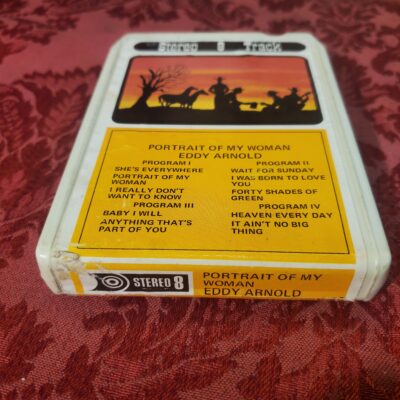 Stereo 8 Track
PORTRAIT OF MY WOMAN
EDDY ARNOLD
PROGRAM I
SHE'S EVERYWHERE
PORTRAIT OF MY
WOMAN
I REALLY DON'T
WANT TO KNOW
PROGRAM II
WAIT FOR SUNDAY
I WAS BORN TO LOVE
YOU
FORTY SHADES OF
GREEN
PROGRAM III
BABY I WILL
ANYTHING THAT'S
PART OF YOU
PROGRAM IV
HEAVEN EVERY DAY
IT AIN'T NO BIG
THING
STEREO 8
PORTRAIT OF MY
WOMAN
EDDY ARNOLD